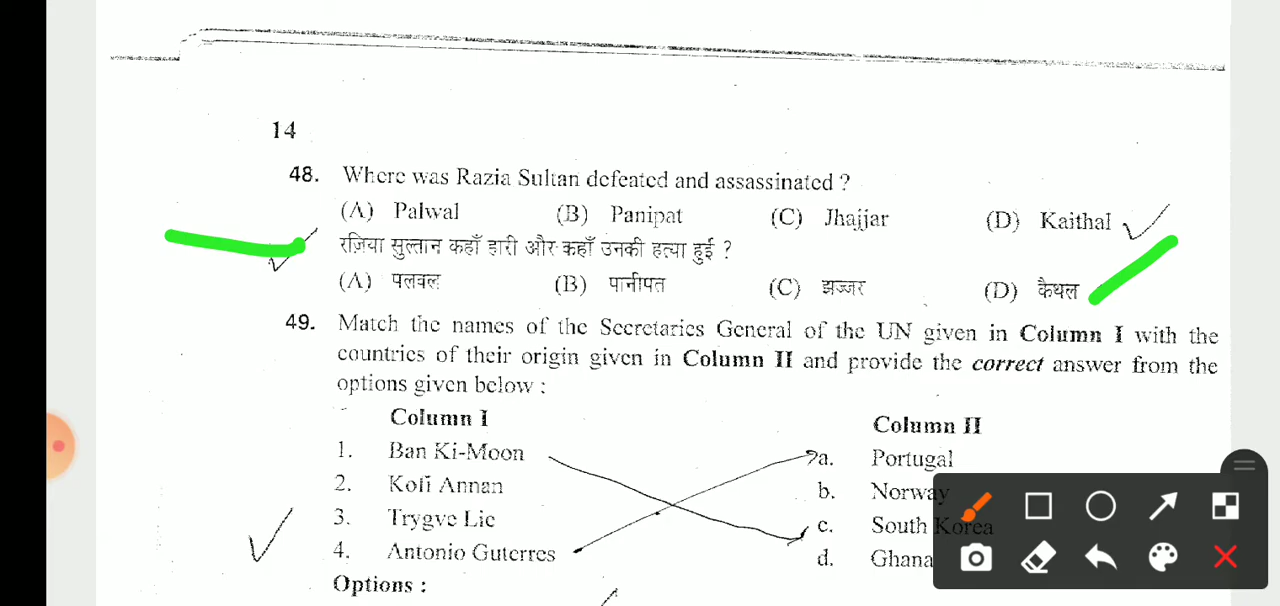 14
48. Where was Razia Sultan defeated and assassinated ?
(A) Palwal (B) Panipat (C) Jhajjar (D) Kaithal
रज़िया सुल्तान कहाँ हारी और कहाँ उनकी हत्या हुई ?
(A) पलवल (B) पानीपत (C) झज्जर (D) कैथल
49. Match the names of the Secretaries General of the UN given in Column I with the
countries of their origin given in Column II and provide the correct answer from the
options given below :
Column I Column II
1. Ban Ki-Moon a. Portugal
2. Kofi Annan b. Norway
3. Trygve Lie c. South Korea
4. Antonio Guterres d. Ghana
Options :